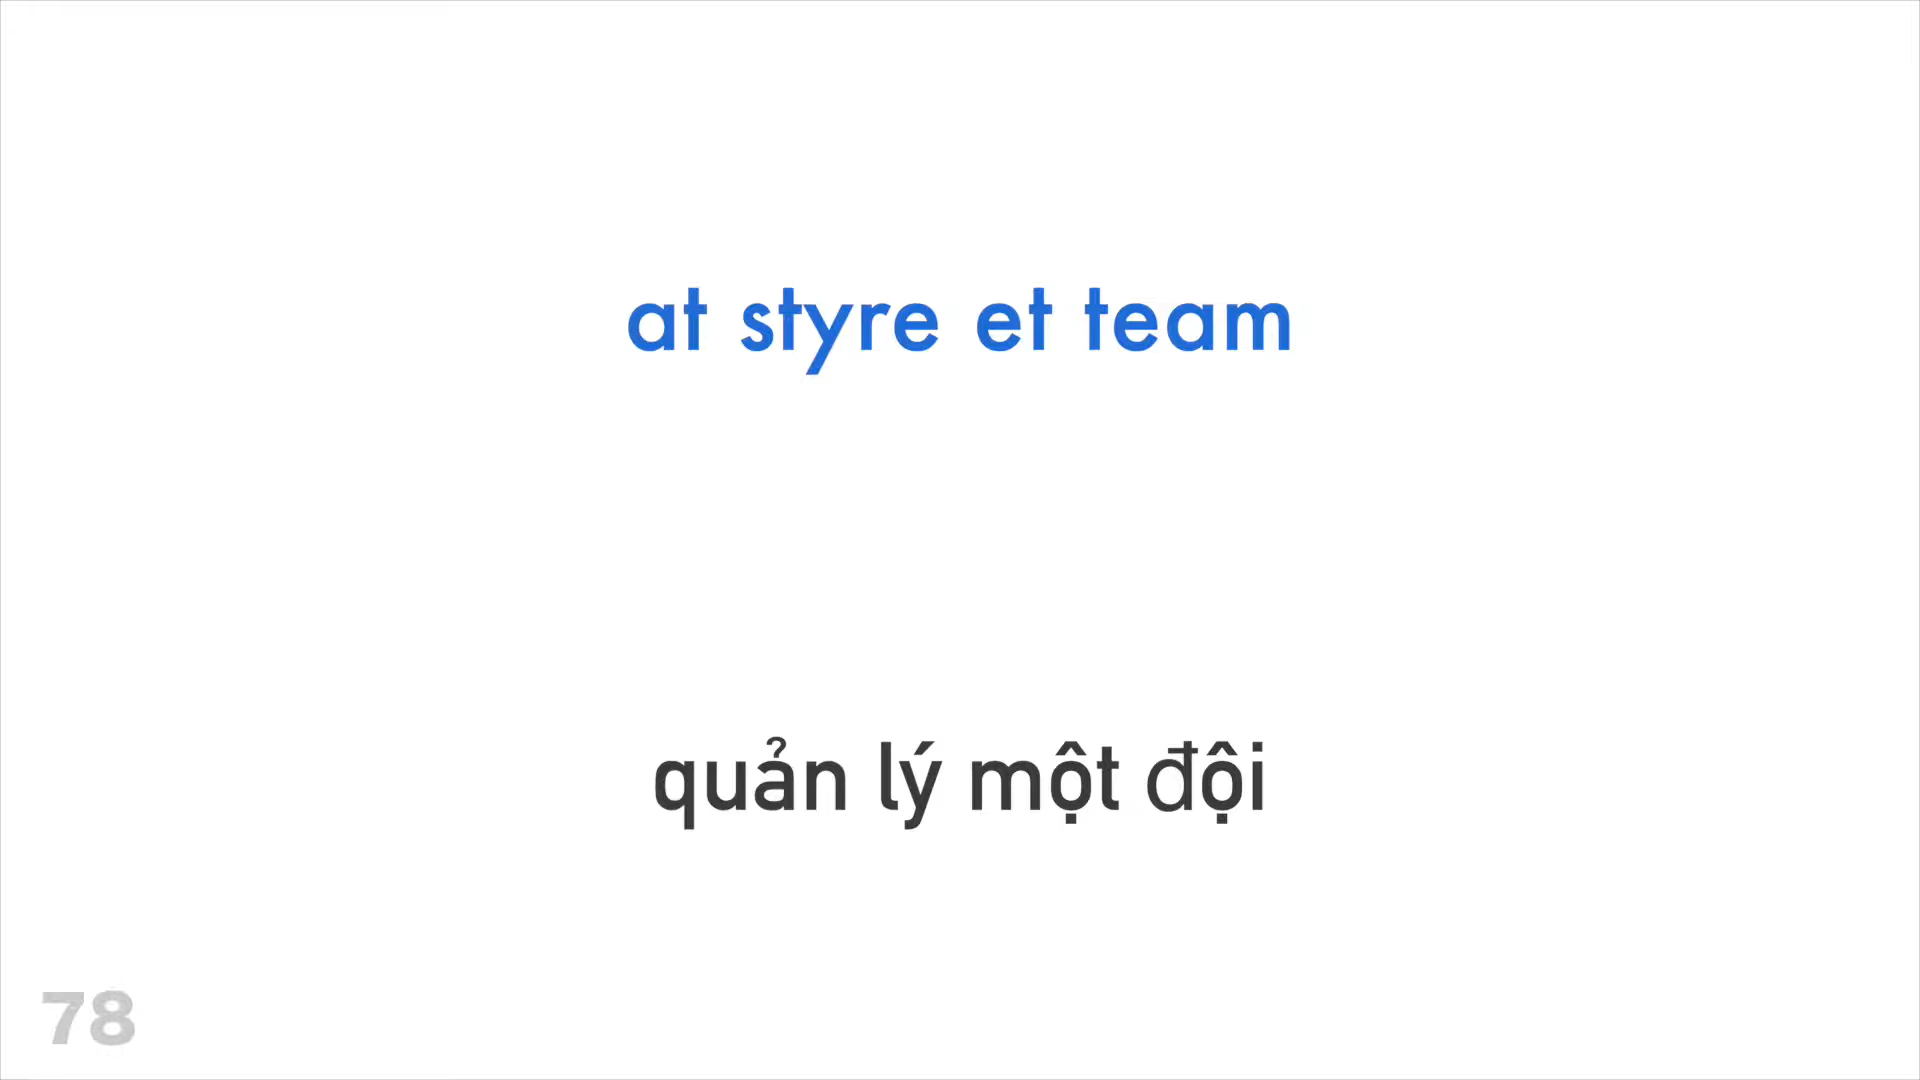 at styre et team
quản lý một đội
78